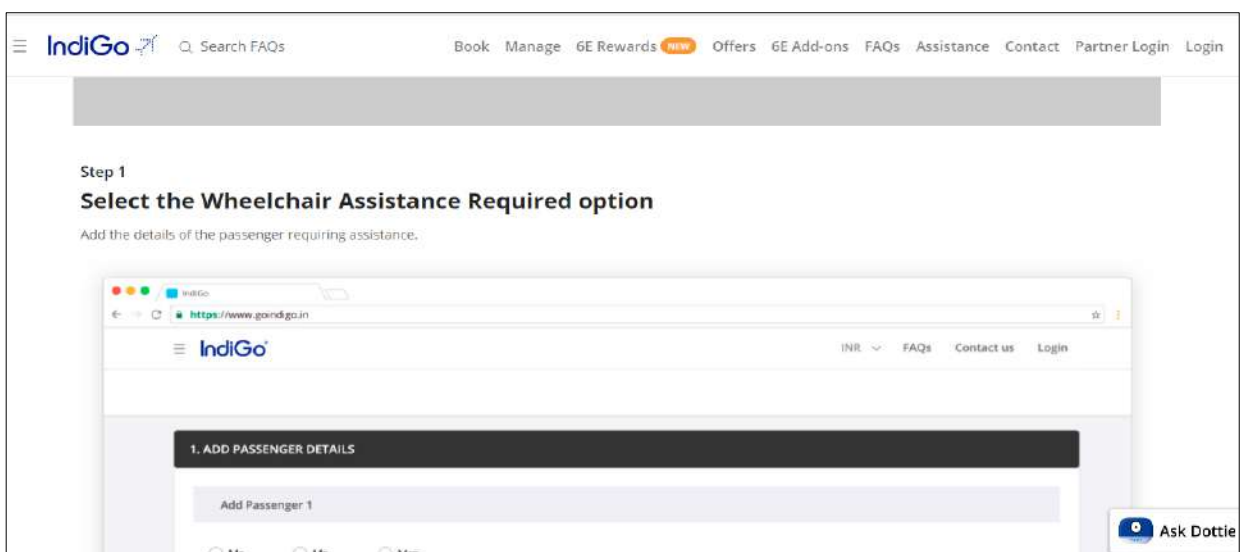 IndiGo Search FAQs Book Manage 6E Rewards NEW Offers 6E Add-ons FAQs Assistance Contact Partner Login Login
Step 1
Select the Wheelchair Assistance Required option
Add the details of the passenger requiring assistance.
IndiGo
https://www.goindigo.in
IndiGo INR FAQs Contact us Login
1. ADD PASSENGER DETAILS
Add Passenger 1
Ask Dottie